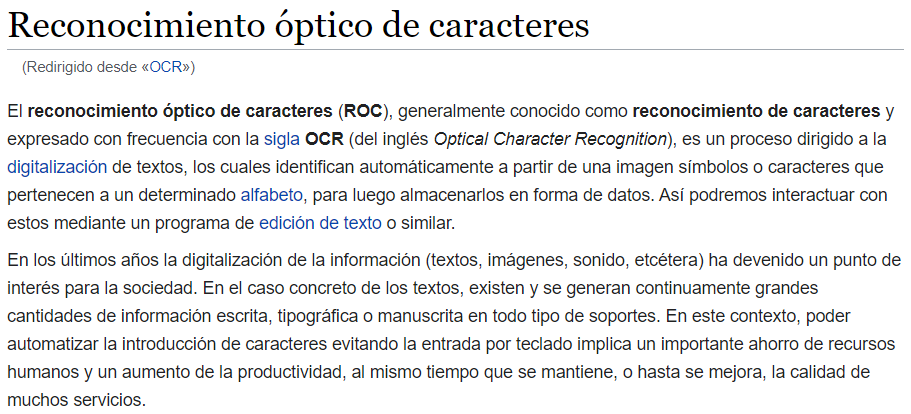 Reconocimiento óptico de caracteres
(Redirigido desde «OCR»)
El reconocimiento óptico de caracteres (ROC), generalmente conocido como reconocimiento de caracteres y
expresado con frecuencia con la sigla OCR (del inglés Optical Character Recognition), es un proceso dirigido a la
digitalización de textos, los cuales identifican automáticamente a partir de una imagen símbolos o caracteres que
pertenecen a un determinado alfabeto, para luego almacenarlos en forma de datos. Así podremos interactuar con
estos mediante un programa de edición de texto o similar.
En los últimos años la digitalización de la información (textos, imágenes, sonido, etcétera) ha devenido un punto de
interés para la sociedad. En el caso concreto de los textos, existen y se generan continuamente grandes
cantidades de información escrita, tipográfica o manuscrita en todo tipo de soportes. En este contexto, poder
automatizar la introducción de caracteres evitando la entrada por teclado implica un importante ahorro de recursos
humanos y un aumento de la productividad, al mismo tiempo que se mantiene, o hasta se mejora, la calidad de
muchos servicios.